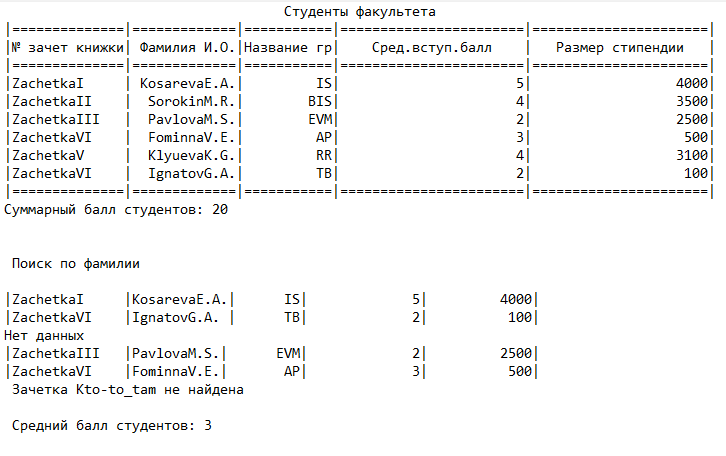 Студенты факультета
|==============|=============|===========|=======================|======================|
|№ зачет книжки| Фамилия И.О.|Название гр|    Сред.вступ.балл    |   Размер стипендии   |
|==============|=============|===========|=======================|======================|
|ZachetkaI     | KosarevaE.A.|         IS|                      5|                  4000|
|ZachetkaII    |  SorokinM.R.|        BIS|                      4|                  3500|
|ZachetkaIII   |  PavlovaM.S.|        EVM|                      2|                  2500|
|ZachetkaVI    |  FominnaV.E.|         AP|                      3|                   500|
|ZachetkaV     | KlyuevaK.G.|         RR|                      4|                  3100|
|ZachetkaVI    |  IgnatovG.A.|         TB|                      2|                   100|
|==============|=============|===========|=======================|======================|
Суммарный балл студентов: 20
Поиск по фамилии
|ZachetkaI     |KosarevaE.A.|      IS|             5|         4000|
|ZachetkaVI    |IgnatovG.A. |      TB|             2|          100|
Нет данных
|ZachetkaIII   |PavlovaM.S.|      EVM|             2|         2500|
|ZachetkaVI    |FominnaV.E.|       AP|             3|          500|
Зачетка Kto-to_tam не найдена
Средний балл студентов: 3